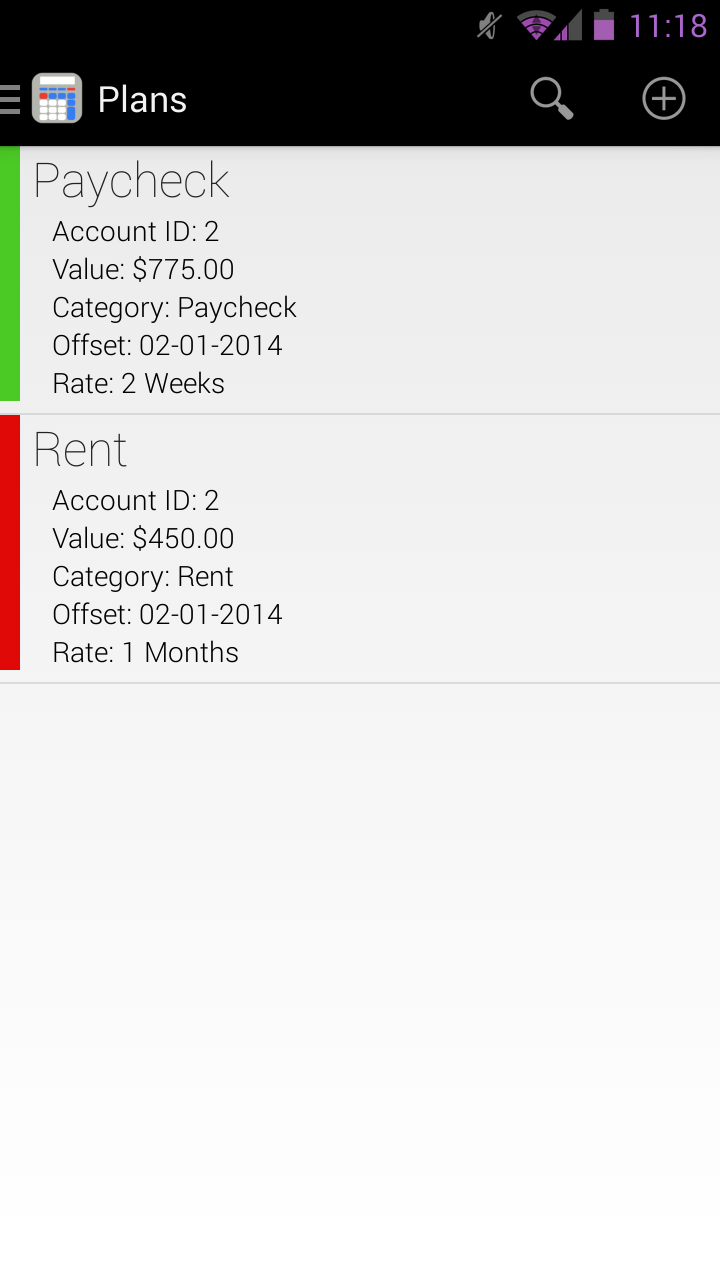 11:18
Plans
Paycheck
Account ID: 2
Value: $775.00
Category: Paycheck
Offset: 02-01-2014
Rate: 2 Weeks
Rent
Account ID: 2
Value: $450.00
Category: Rent
Offset: 02-01-2014
Rate: 1 Months